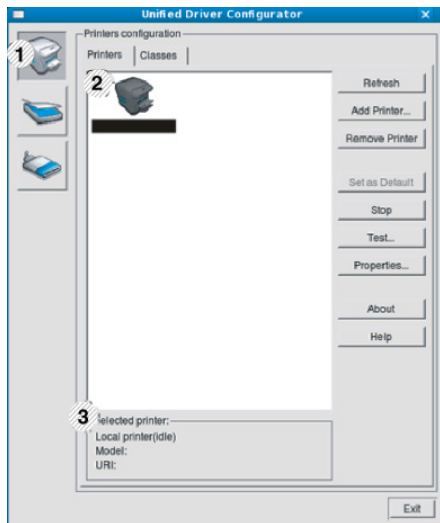 Unified Driver Configurator
1
Printers configuration
Printers
Classes
2
Refresh
Add Printer...
Remove Printer
Set as Default
Stop
Test...
Properties...
About
Help
3
Selected printer:
Local printer(idle)
Model:
URI:
Exit